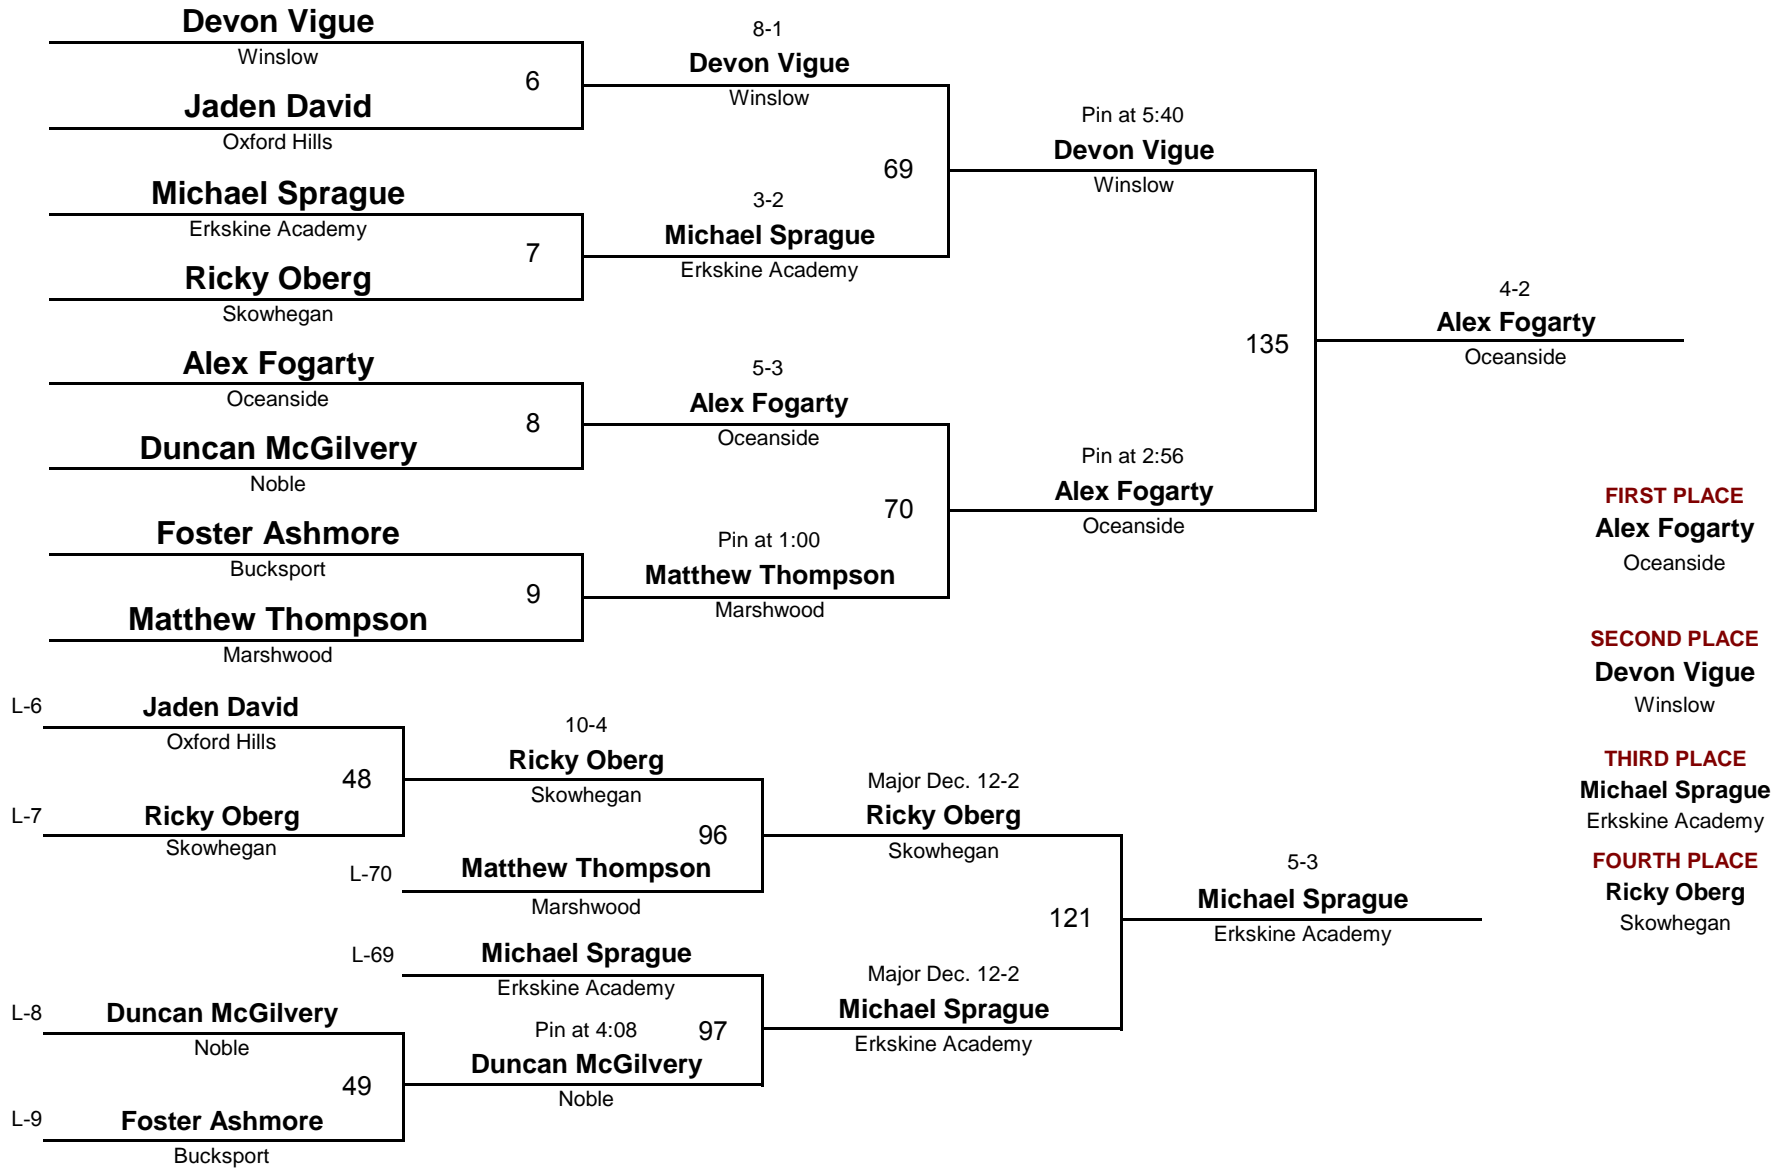 Devon Vigue
Winslow
6
Jaden David
Oxford Hills
Michael Sprague
Erkskine Academy
7
Ricky Oberg
Skowhegan
Alex Fogarty
Oceanside
8
Duncan McGilvery
Noble
Foster Ashmore
Bucksport
9
Matthew Thompson
Marshwood
8-1
Devon Vigue
Winslow
69
3-2
Michael Sprague
Erkskine Academy
5-3
Alex Fogarty
Oceanside
70
Pin at 1:00
Matthew Thompson
Marshwood
Pin at 5:40
Devon Vigue
Winslow
135
Pin at 2:56
Alex Fogarty
Oceanside
4-2
Alex Fogarty
Oceanside
FIRST PLACE
Alex Fogarty
Oceanside
SECOND PLACE
Devon Vigue
Winslow
THIRD PLACE
Michael Sprague
Erkskine Academy
FOURTH PLACE
Ricky Oberg
Skowhegan
L-6
Jaden David
Oxford Hills
48
L-7
Ricky Oberg
Skowhegan
10-4
Ricky Oberg
Skowhegan
96
L-70
Matthew Thompson
Marshwood
L-69
Michael Sprague
Erkskine Academy
L-8
Duncan McGilvery
Noble
49
L-9
Foster Ashmore
Bucksport
Pin at 4:08
97
Duncan McGilvery
Noble
Major Dec. 12-2
Ricky Oberg
Skowhegan
121
Major Dec. 12-2
Michael Sprague
Erkskine Academy
5-3
Michael Sprague
Erkskine Academy